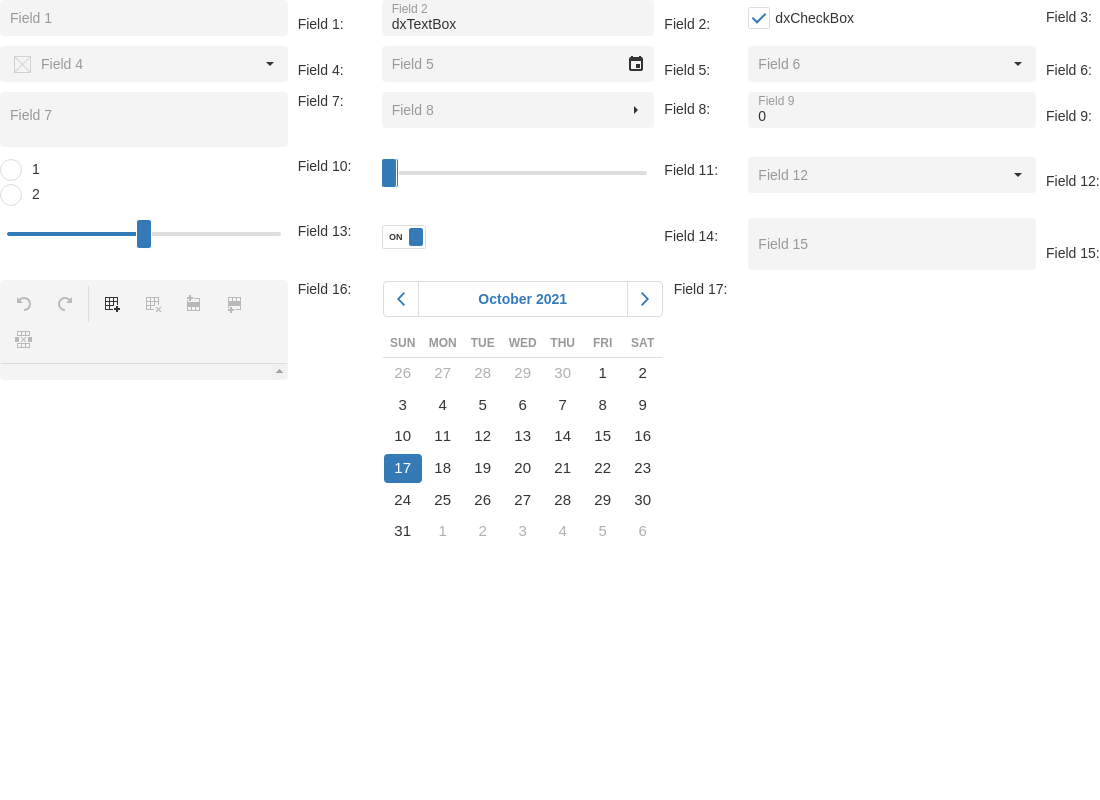 Field 1
Field 1:
Field 2
dxTextBox
Field 2:
dxCheckBox
Field 3:
Field 4
Field 4:
Field 5
Field 5:
Field 6
Field 6:
Field 7
Field 7:
Field 8
Field 8:
Field 9
0
Field 9:
1
2
Field 10:
Field 11:
Field 12
Field 12:
Field 13:
ON
Field 14:
Field 15
Field 15:
Field 16:
October 2021
Field 17:
SUN MON TUE WED THU FRI SAT
26 27 28 29 30 1 2
3 4 5 6 7 8 9
10 11 12 13 14 15 16
17 18 19 20 21 22 23
24 25 26 27 28 29 30
31 1 2 3 4 5 6